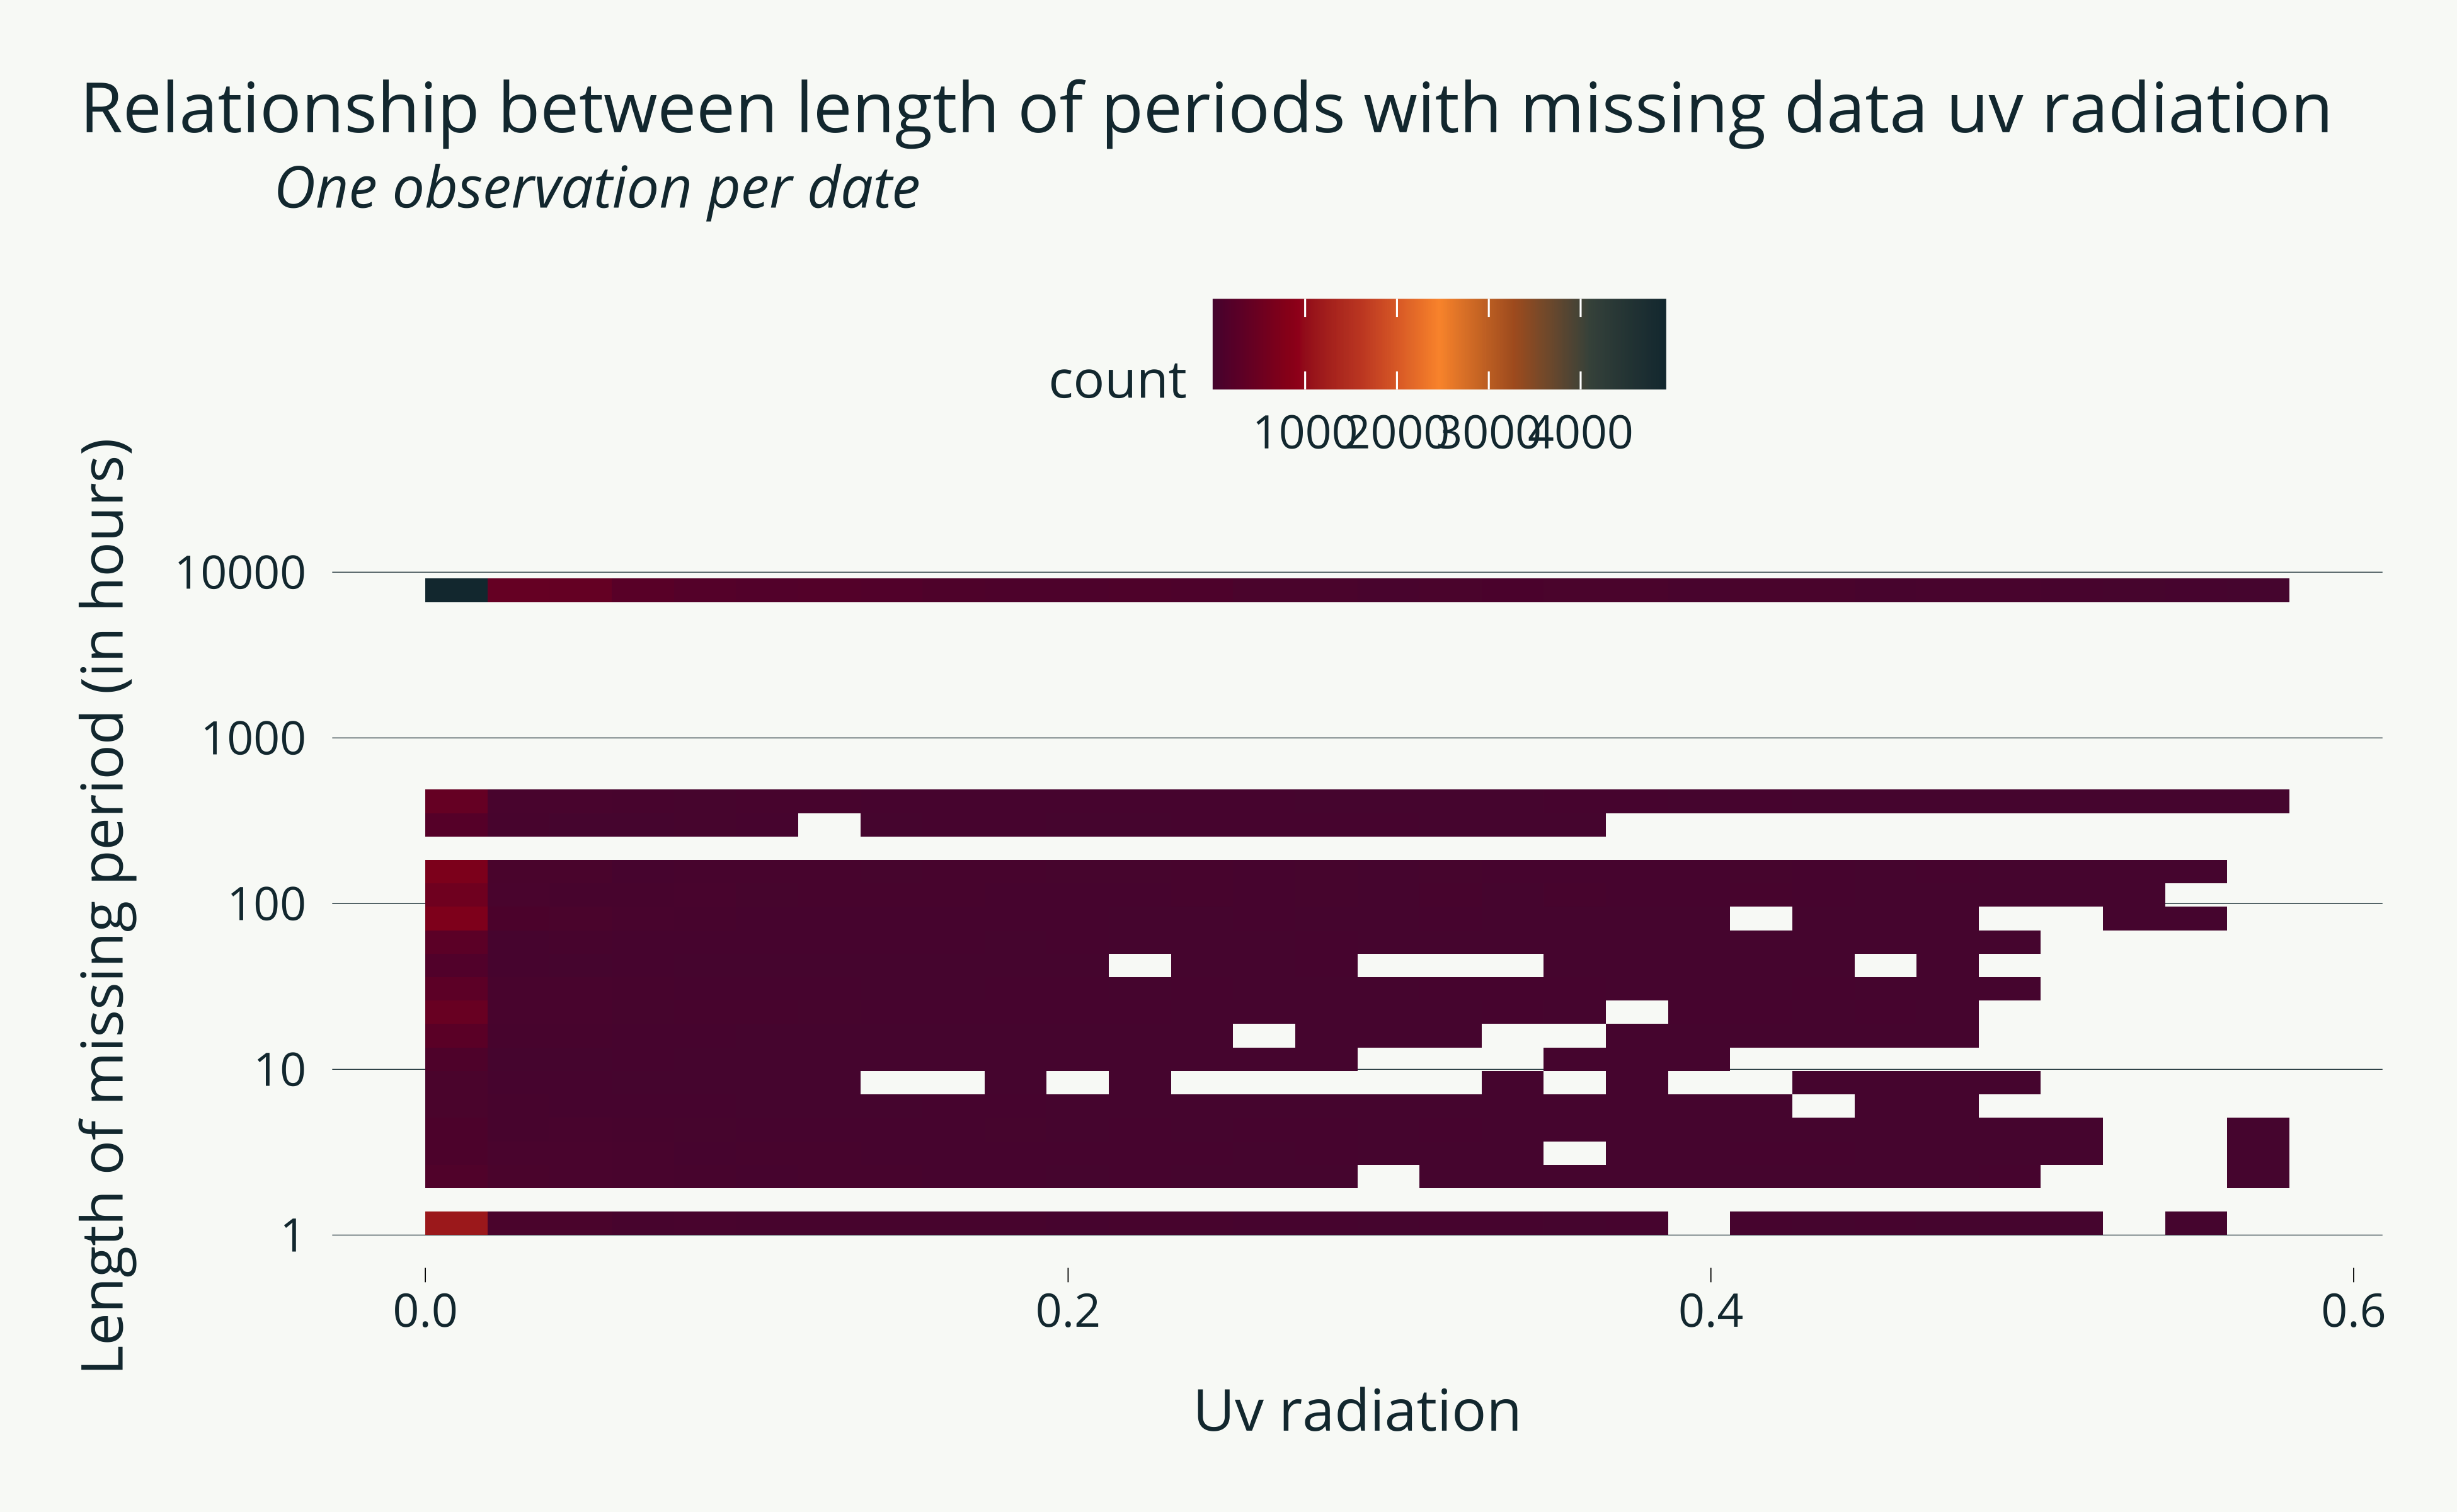 Relationship between length of periods with missing data uv radiation
One observation per date
count
1000 2000 3000 4000
Length of missing period (in hours)
10000
1000
100
10
1
0.0 0.2 0.4 0.6
Uv radiation